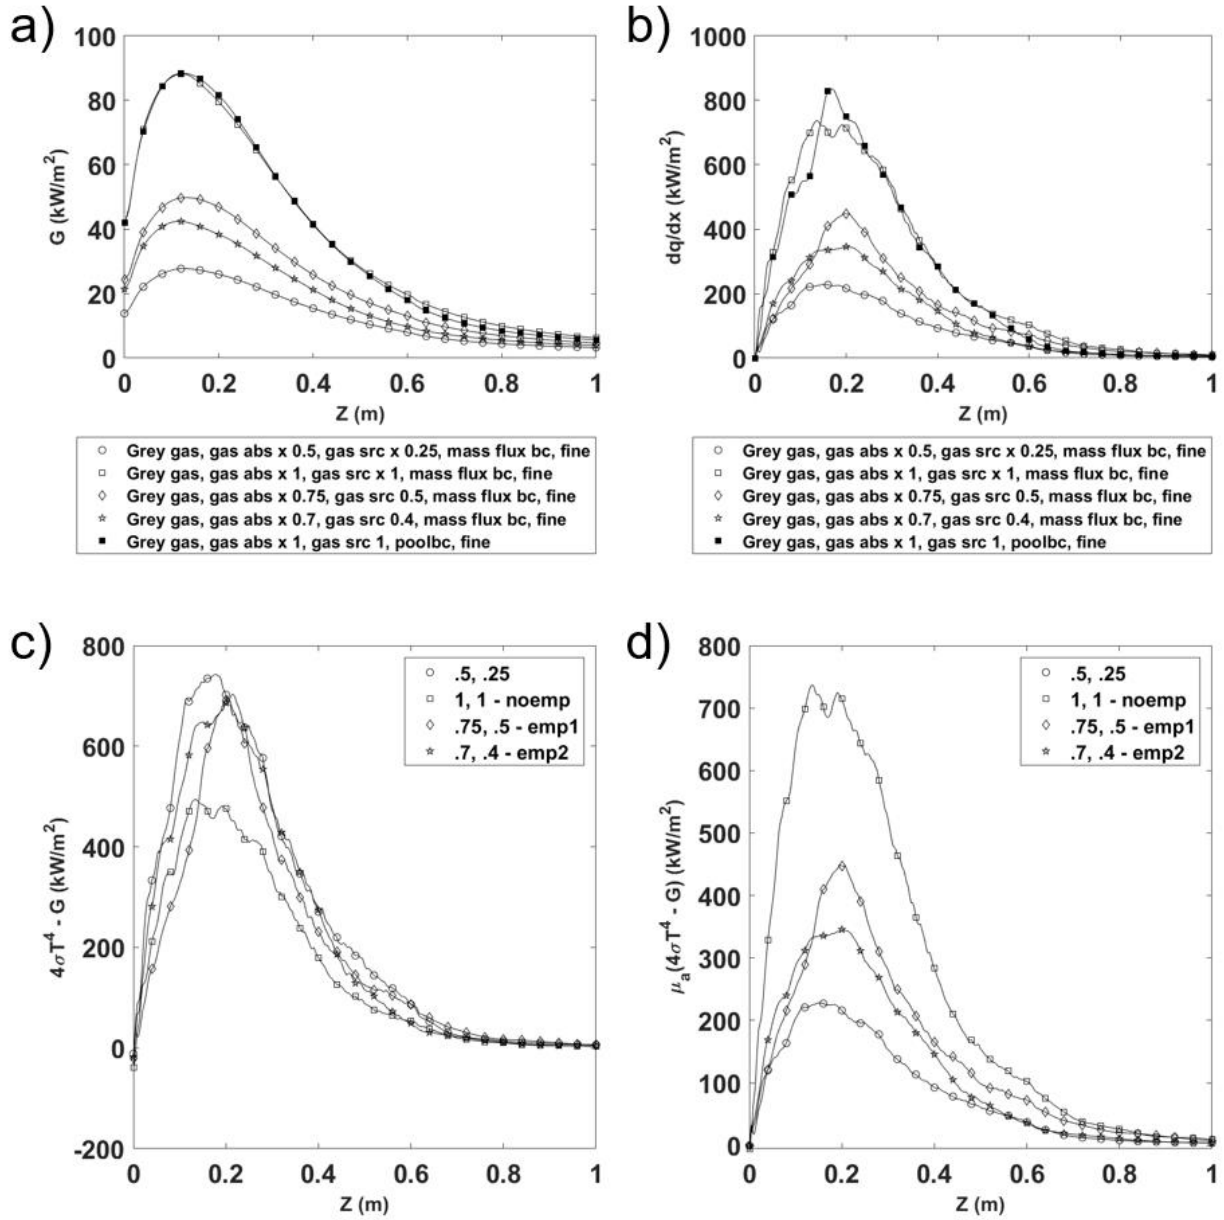 a)
100
80
60
40
20
0
G (kW/m²)
0 0.2 0.4 0.6 0.8 1
Z (m)
Grey gas, gas abs x 0.5, gas src x 0.25, mass flux bc, fine
Grey gas, gas abs x 1, gas src x 1, mass flux bc, fine
Grey gas, gas abs x 0.75, gas src 0.5, mass flux bc, fine
Grey gas, gas abs x 0.7, gas src 0.4, mass flux bc, fine
Grey gas, gas abs x 1, gas src 1, poolbc, fine
b)
1000
800
600
400
200
0
dq/dx (kW/m²)
0 0.2 0.4 0.6 0.8 1
Z (m)
Grey gas, gas abs x 0.5, gas src x 0.25, mass flux bc, fine
Grey gas, gas abs x 1, gas src x 1, mass flux bc, fine
Grey gas, gas abs x 0.75, gas src 0.5, mass flux bc, fine
Grey gas, gas abs x 0.7, gas src 0.4, mass flux bc, fine
Grey gas, gas abs x 1, gas src 1, poolbc, fine
c)
800
600
400
200
0
-200
4σT⁴ - G (kW/m²)
.5, .25
1, 1 - noemp
.75, .5 - emp1
.7, .4 - emp2
0 0.2 0.4 0.6 0.8 1
Z (m)
d)
800
700
600
500
400
300
200
100
0
μₐ(4σT⁴ - G) (kW/m²)
.5, .25
1, 1 - noemp
.75, .5 - emp1
.7, .4 - emp2
0 0.2 0.4 0.6 0.8 1
Z (m)